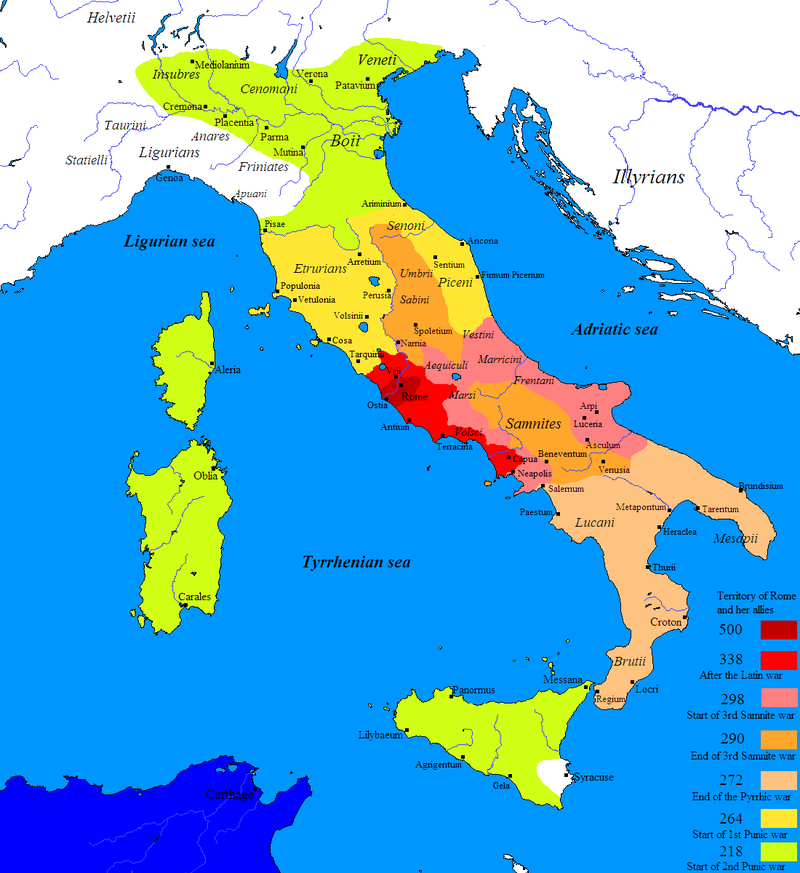 Helvetii
Veneti
Mediolanum
Insubres
Verona
Patavium
Cenomani
Cremona
Placentia
Taurini
Anares
Parma
Boii
Statielli
Ligurians
Mutina
Friniates
Genoa
Illyrians
Apuani
Ariminium
Pisae
Senoni
Ligurian sea
Ancona
Arretium
Sentium
Etrurians
Umbrii
Piceni
Firmum Picenum
Populonia
Perusia
Sabini
Vetulonia
Volsinii
Spoletium
Adriatic sea
Vestini
Cosa
Narnia
Tarquinii
Marricini
Aleria
Aequiculi
Veii
Frentani
Rome
Marsi
Ostia
Arpi
Antium
Samnites
Luceria
Volsci
Terracina
Asculum
Capua
Beneventum
Venusia
Neapolis
Oblia
Salernum
Brundisium
Paestum
Metapontum
Tarentum
Lucani
Heraclea
Mesapii
Tyrrhenian sea
Thurii
Carales
Territory of Rome
and her allies
Croton
500
Brutii
338
After the Latin war
Messana
Locri
Panormus
Regium
298
Start of 3rd Samnite war
Lilybaeum
290
End of 3rd Samnite war
Agrigentum
Syracuse
Gela
272
End of the Pyrrhic war
Carthage
264
Start of 1st Punic war
218
Start of 2nd Punic war